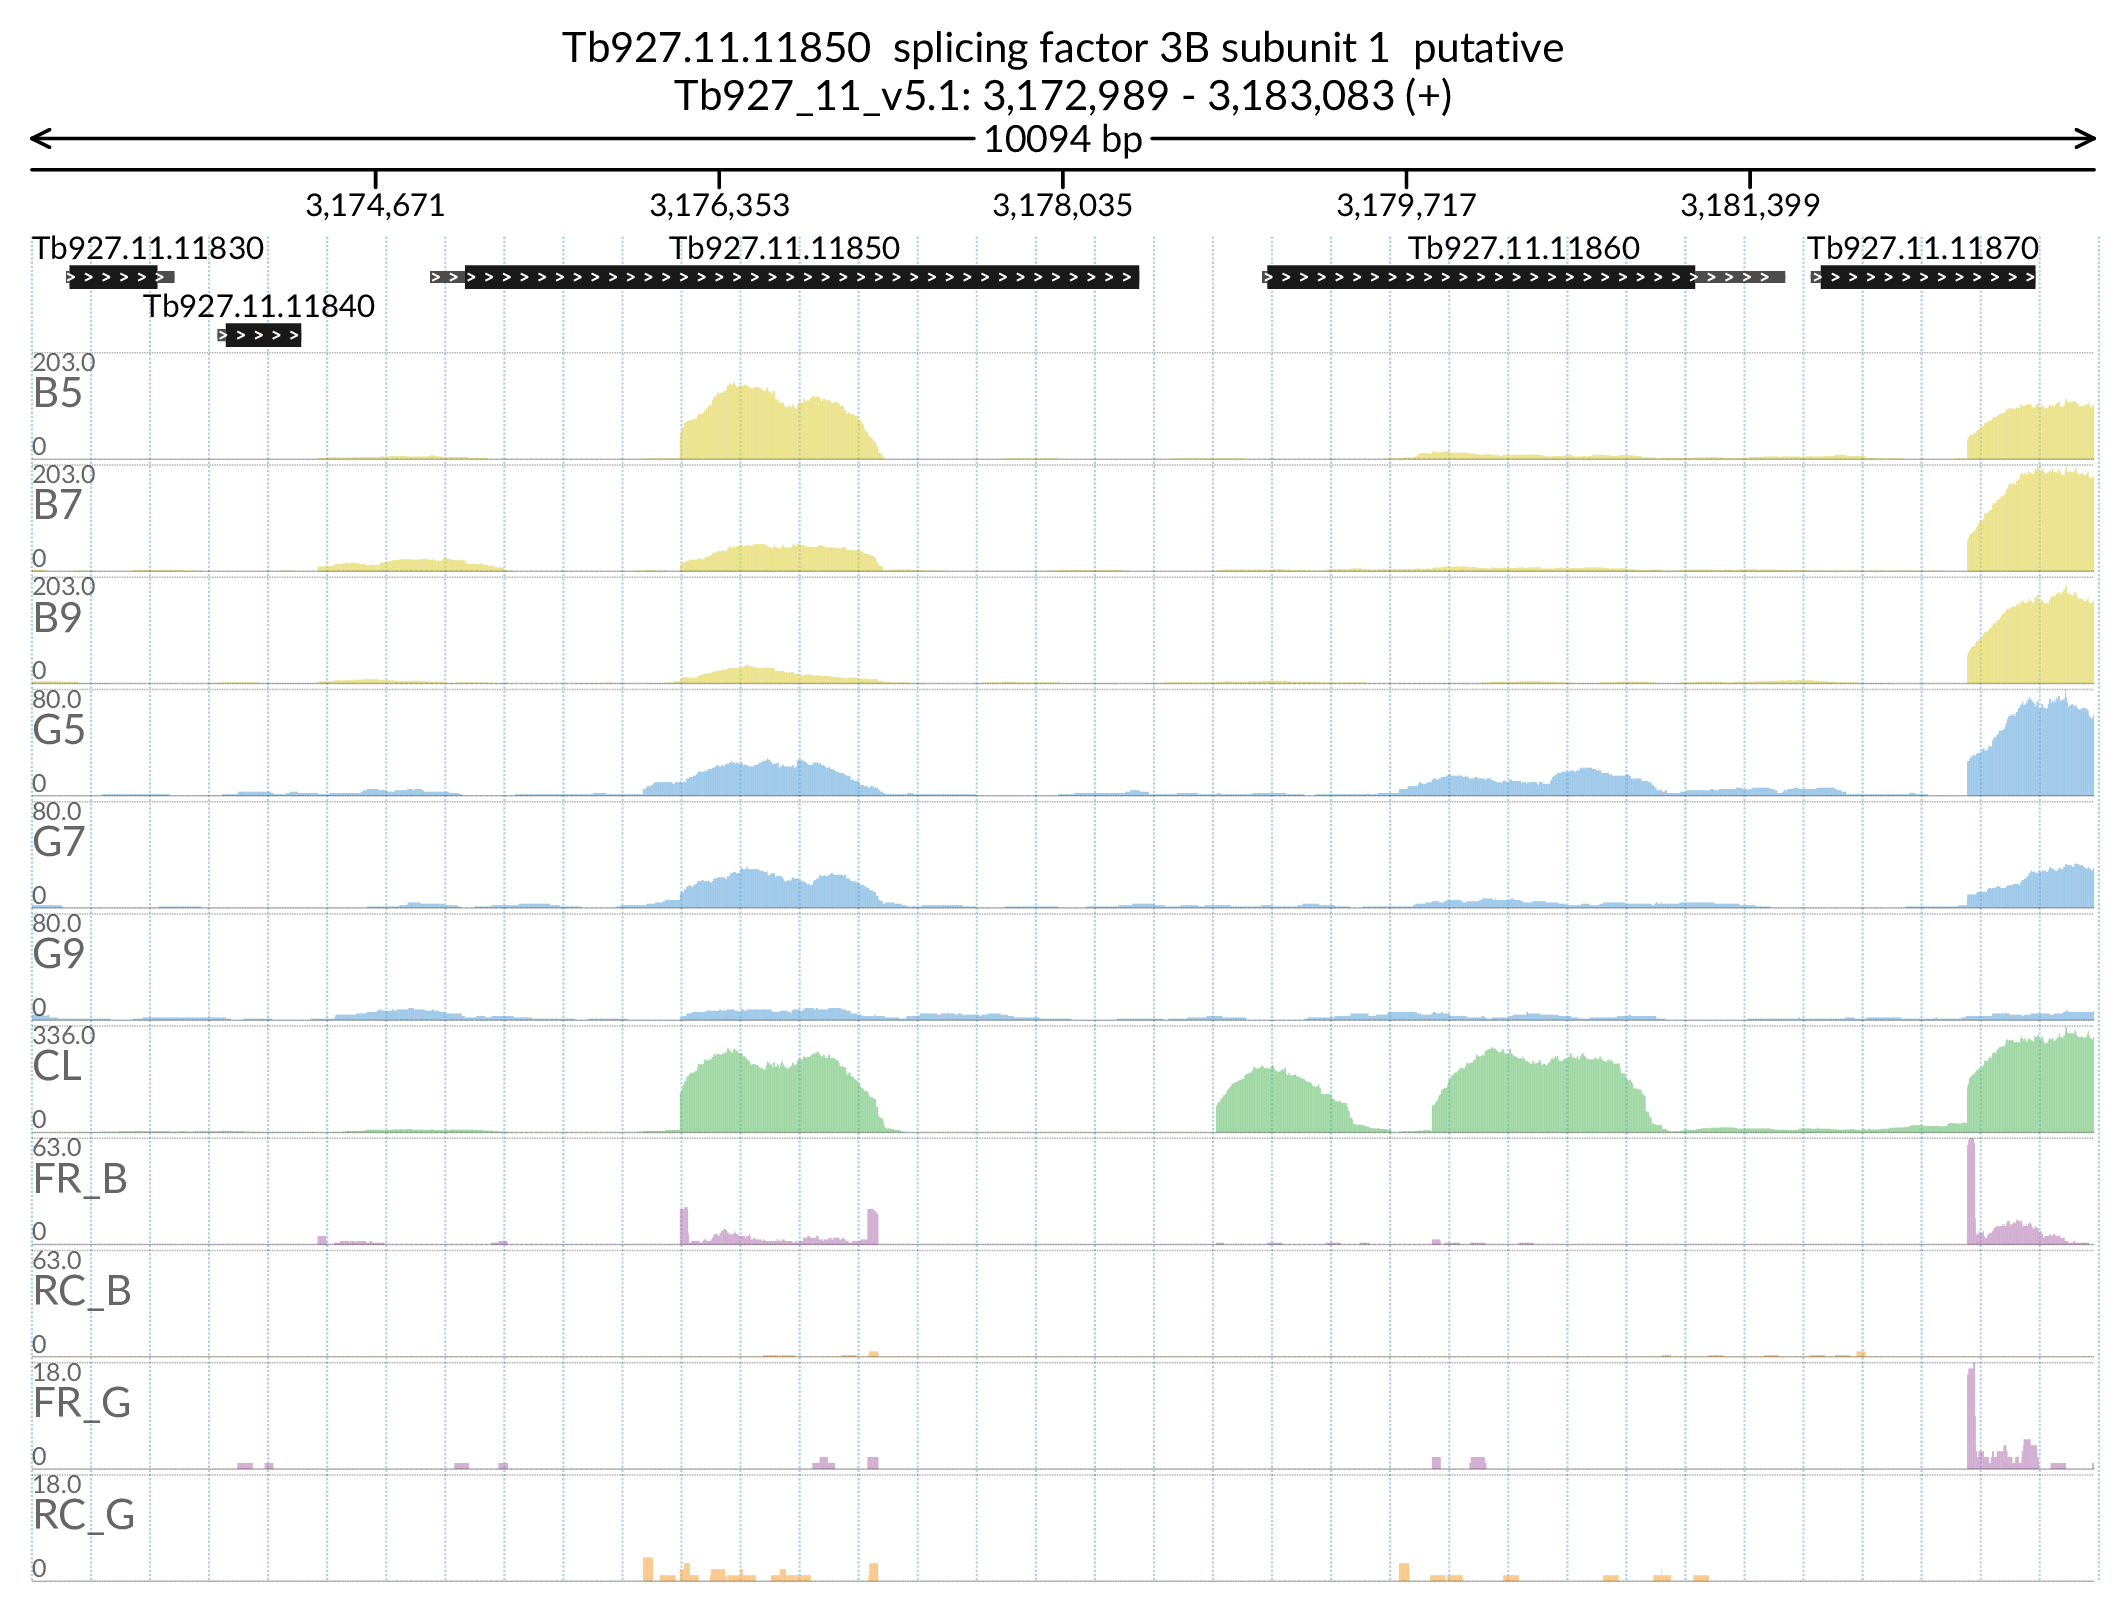 Tb927.11.11850  splicing factor 3B subunit 1  putative
Tb927_11_v5.1: 3,172,989 - 3,183,083 (+)
10094 bp
3,174,671 3,176,353 3,178,035 3,179,717 3,181,399
Tb927.11.11830 Tb927.11.11850 Tb927.11.11860 Tb927.11.11870
Tb927.11.11840
203.0
B5
0
203.0
B7
0
203.0
B9
0
80.0
G5
0
80.0
G7
0
80.0
G9
0
336.0
CL
0
63.0
FR_B
0
63.0
RC_B
0
18.0
FR_G
0
18.0
RC_G
0